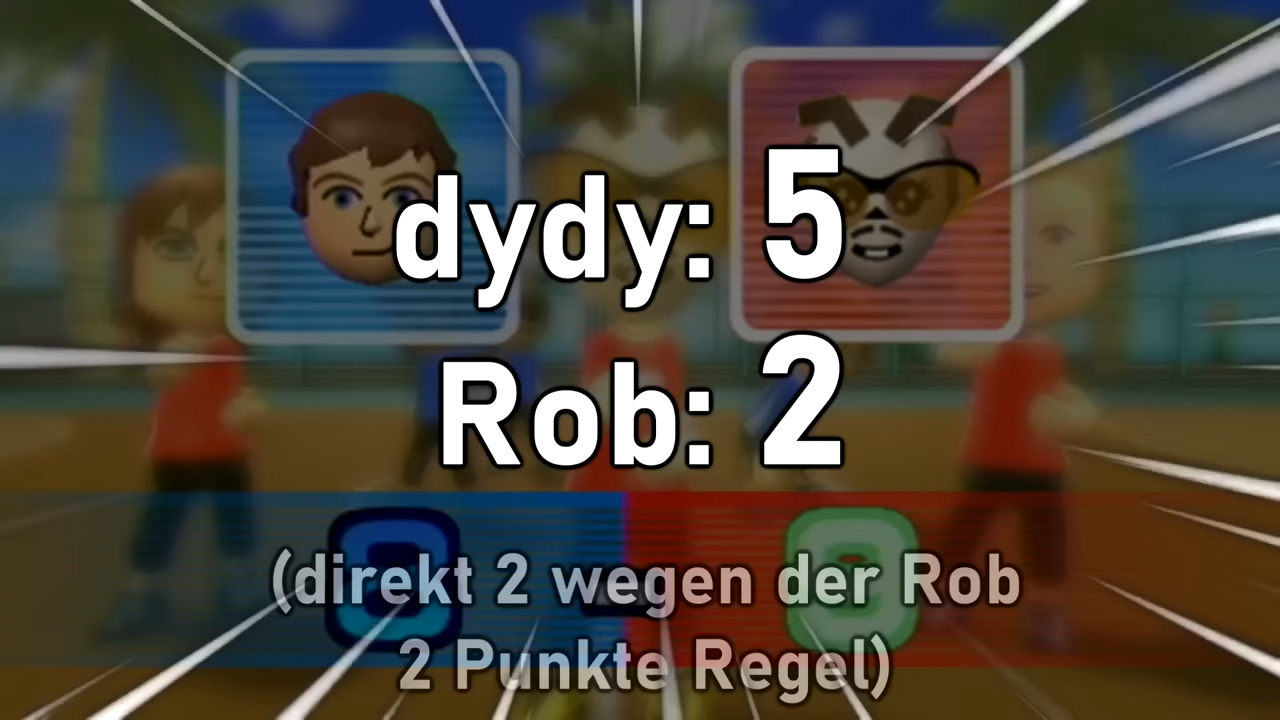 dydy: 5
Rob: 2
(direkt 2 wegen der Rob
2 Punkte Regel)